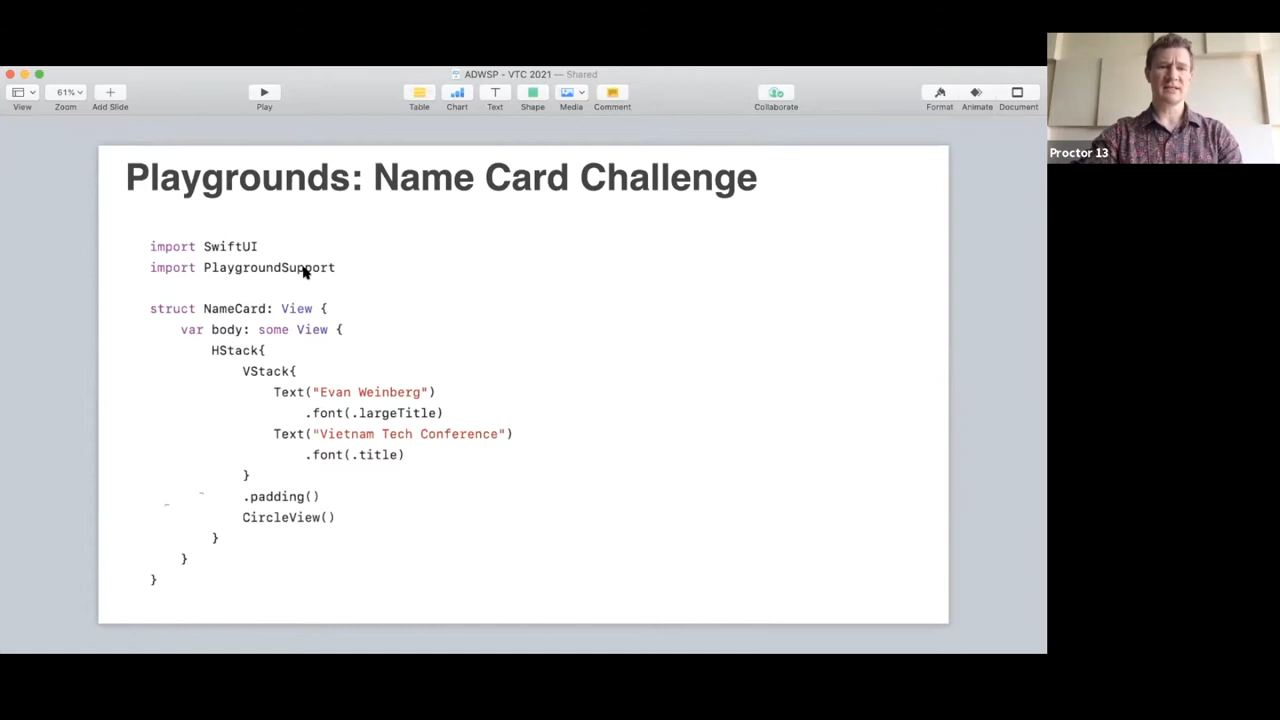 ADWSP - VTC 2021 — Shared
61%
View
Zoom
Add Slide
Play
Table
Chart
Text
Shape
Media
Comment
Collaborate
Format
Animate
Document
Proctor 13
Playgrounds: Name Card Challenge
import SwiftUI
import PlaygroundSupport
struct NameCard: View {
var body: some View {
HStack{
VStack{
Text("Evan Weinberg")
.font(.largeTitle)
Text("Vietnam Tech Conference")
.font(.title)
}
.padding()
CircleView()
}
}
}